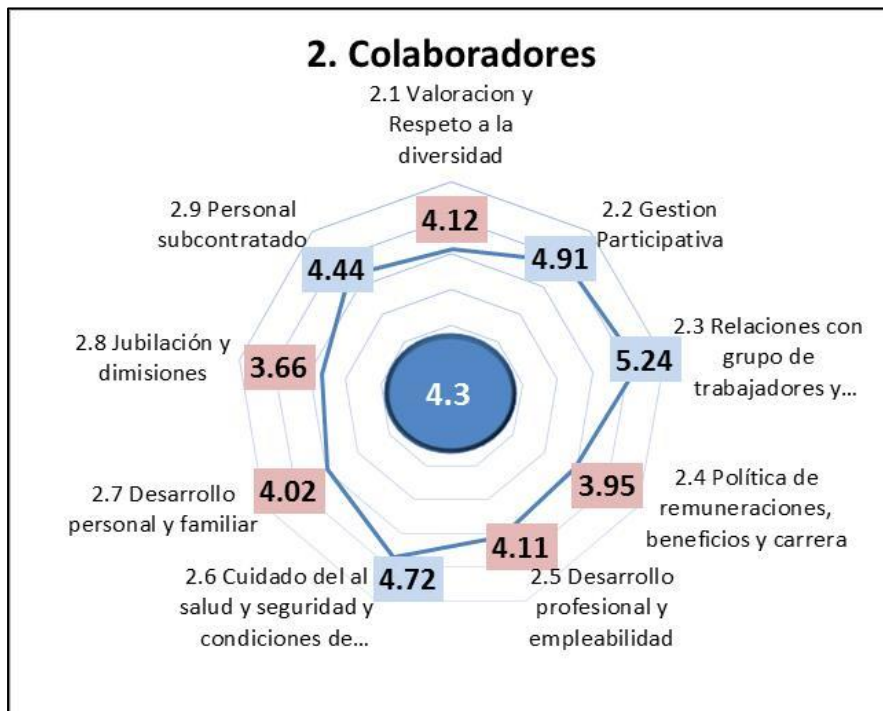 2. Colaboradores
2.1 Valoracion y
Respeto a la
diversidad
4.12
2.2 Gestion
Participativa
4.91
2.3 Relaciones con
grupo de
trabajadores y...
5.24
2.4 Política de
remuneraciones,
beneficios y carrera
3.95
2.5 Desarrollo
profesional y
empleabilidad
4.11
2.6 Cuidado del al
salud y seguridad y
condiciones de...
4.72
2.7 Desarrollo
personal y familiar
4.02
2.8 Jubilación y
dimisiones
3.66
2.9 Personal
subcontratado
4.44
4.3